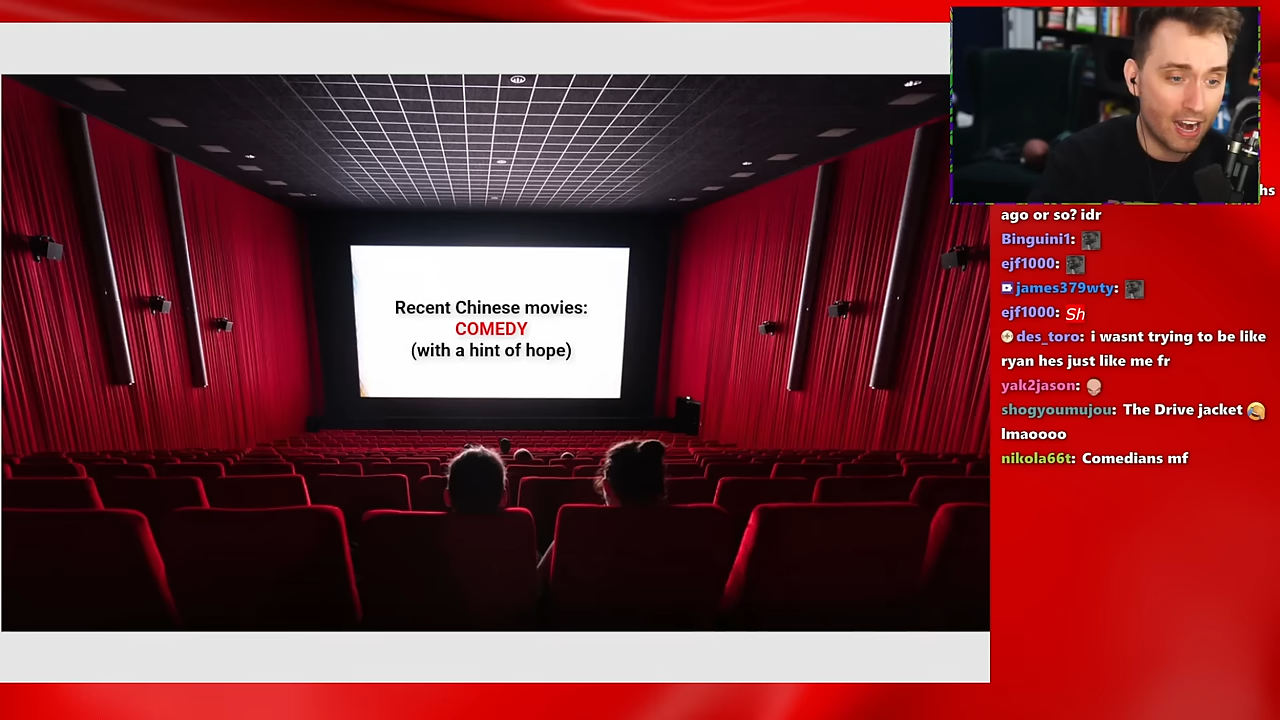 Recent Chinese movies:
COMEDY
(with a hint of hope)
hs
ago or so? idr
Binguini1:
ejf1000:
james379wty:
ejf1000: Sh
des_toro: i wasnt trying to be like
ryan hes just like me fr
yak2jason:
shogyoumujou: The Drive jacket
lmaoooo
nikola66t: Comedians mf